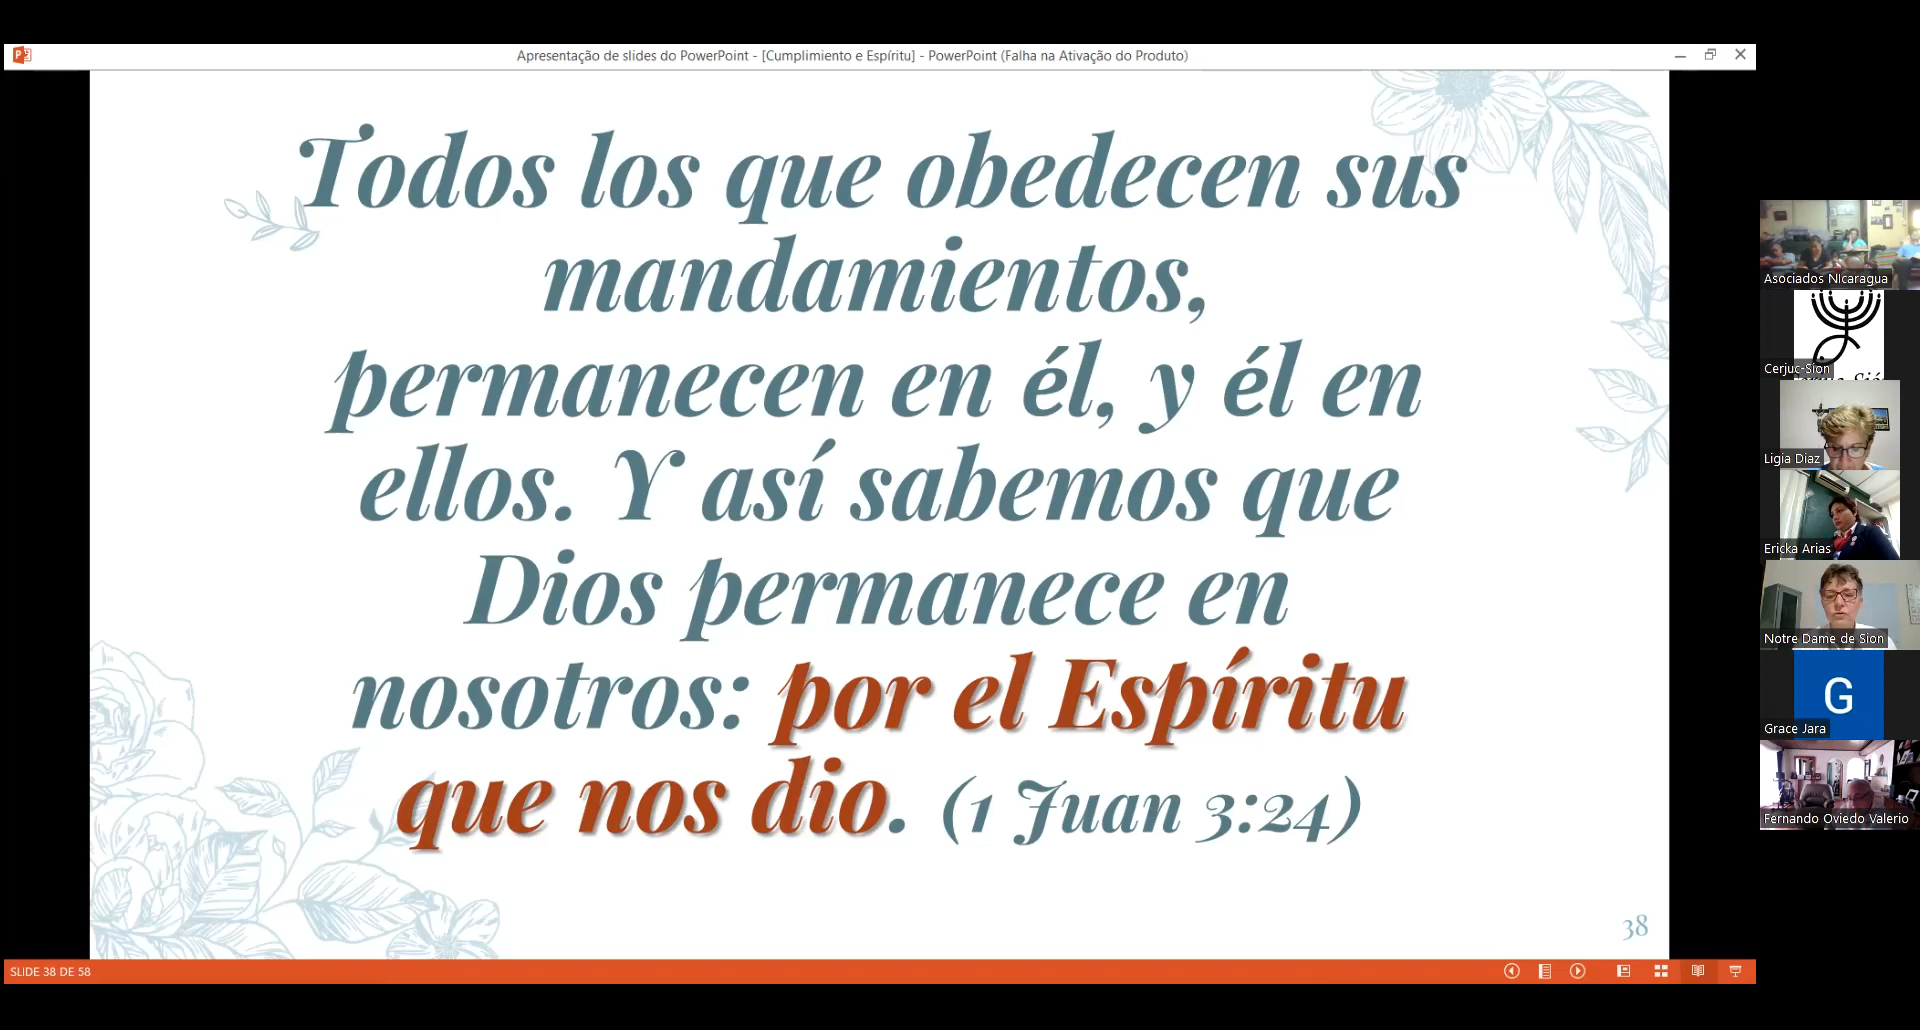 Apresentação de slides do PowerPoint - [Cumplimiento e Espíritu] - PowerPoint (Falha na Ativação do Produto)
Todos los que obedecen sus
mandamientos,
permanecen en él, y él en
ellos. Y así sabemos que
Dios permanece en
nosotros: por el Espíritu
que nos dio. (1 Juan 3:24)
38
SLIDE 38 DE 58
Asociados NIcaragua
Cerjuc-Sion
Ligia Diaz
Ericka Arias
Notre Dame de Sion
G
Grace Jara
Fernando Oviedo Valerio